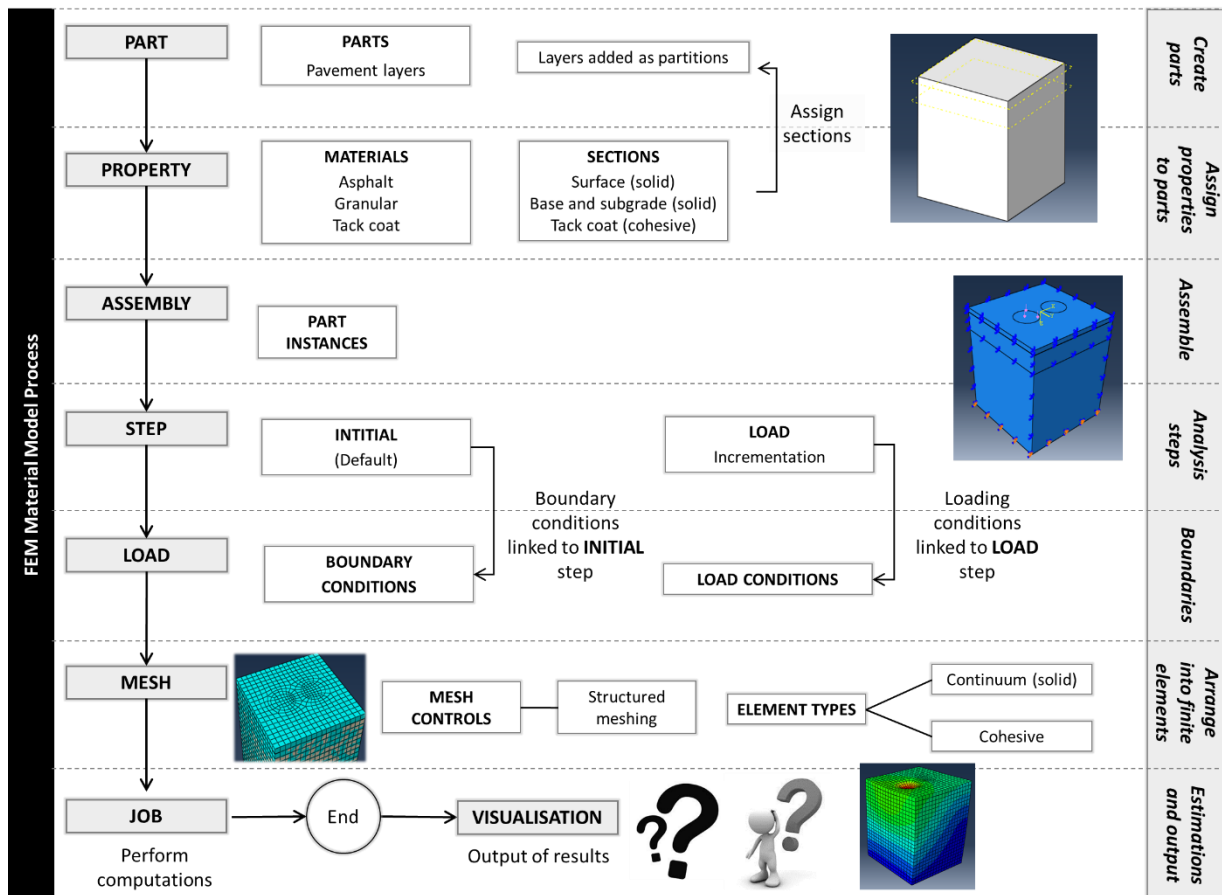 FEM Material Model Process
PART
PARTS
Pavement layers
Layers added as partitions
Assign
sections
Create
parts
PROPERTY
MATERIALS
Asphalt
Granular
Tack coat
SECTIONS
Surface (solid)
Base and subgrade (solid)
Tack coat (cohesive)
Assign
properties
to parts
ASSEMBLY
PART
INSTANCES
Assemble
STEP
INTITIAL
(Default)
LOAD
Incrementation
Analysis
steps
Boundary
conditions
linked to INITIAL
step
Loading
conditions
linked to LOAD
step
LOAD
BOUNDARY
CONDITIONS
LOAD CONDITIONS
Boundaries
MESH
MESH
CONTROLS
Structured
meshing
ELEMENT TYPES
Continuum (solid)
Cohesive
Arrange
into finite
elements
JOB
Perform
computations
End
VISUALISATION
Output of results
???
Estimations
and output